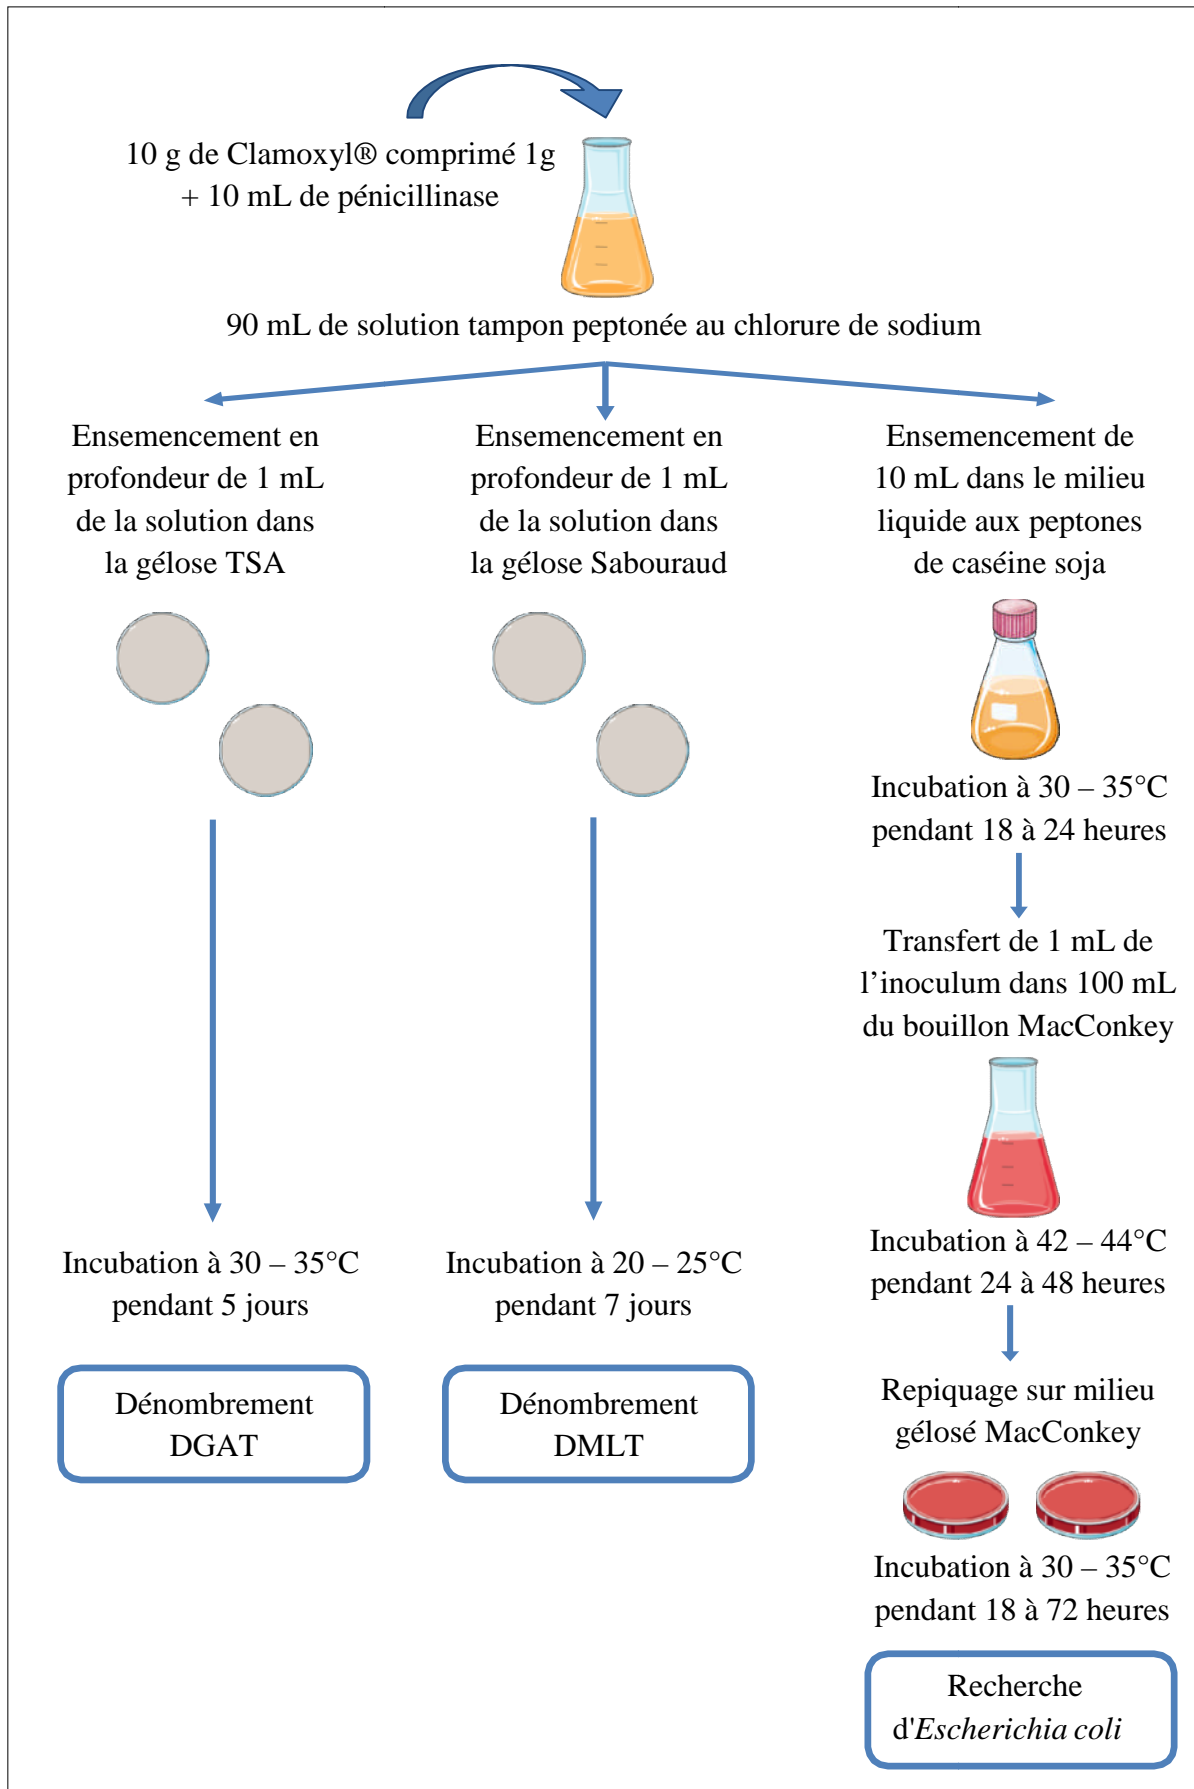 10 g de Clamoxyl® comprimé 1g
+ 10 mL de pénicillinase
90 mL de solution tampon peptonée au chlorure de sodium
Ensemencement en
profondeur de 1 mL
de la solution dans
la gélose TSA
Incubation à 30 – 35°C
pendant 5 jours
Dénombrement
DGAT
Ensemencement en
profondeur de 1 mL
de la solution dans
la gélose Sabouraud
Incubation à 20 – 25°C
pendant 7 jours
Dénombrement
DMLT
Ensemencement de
10 mL dans le milieu
liquide aux peptones
de caséine soja
Incubation à 30 – 35°C
pendant 18 à 24 heures
Transfert de 1 mL de
l’inoculum dans 100 mL
du bouillon MacConkey
Incubation à 42 – 44°C
pendant 24 à 48 heures
Repiquage sur milieu
gélosé MacConkey
Incubation à 30 – 35°C
pendant 18 à 72 heures
Recherche
d'Escherichia coli